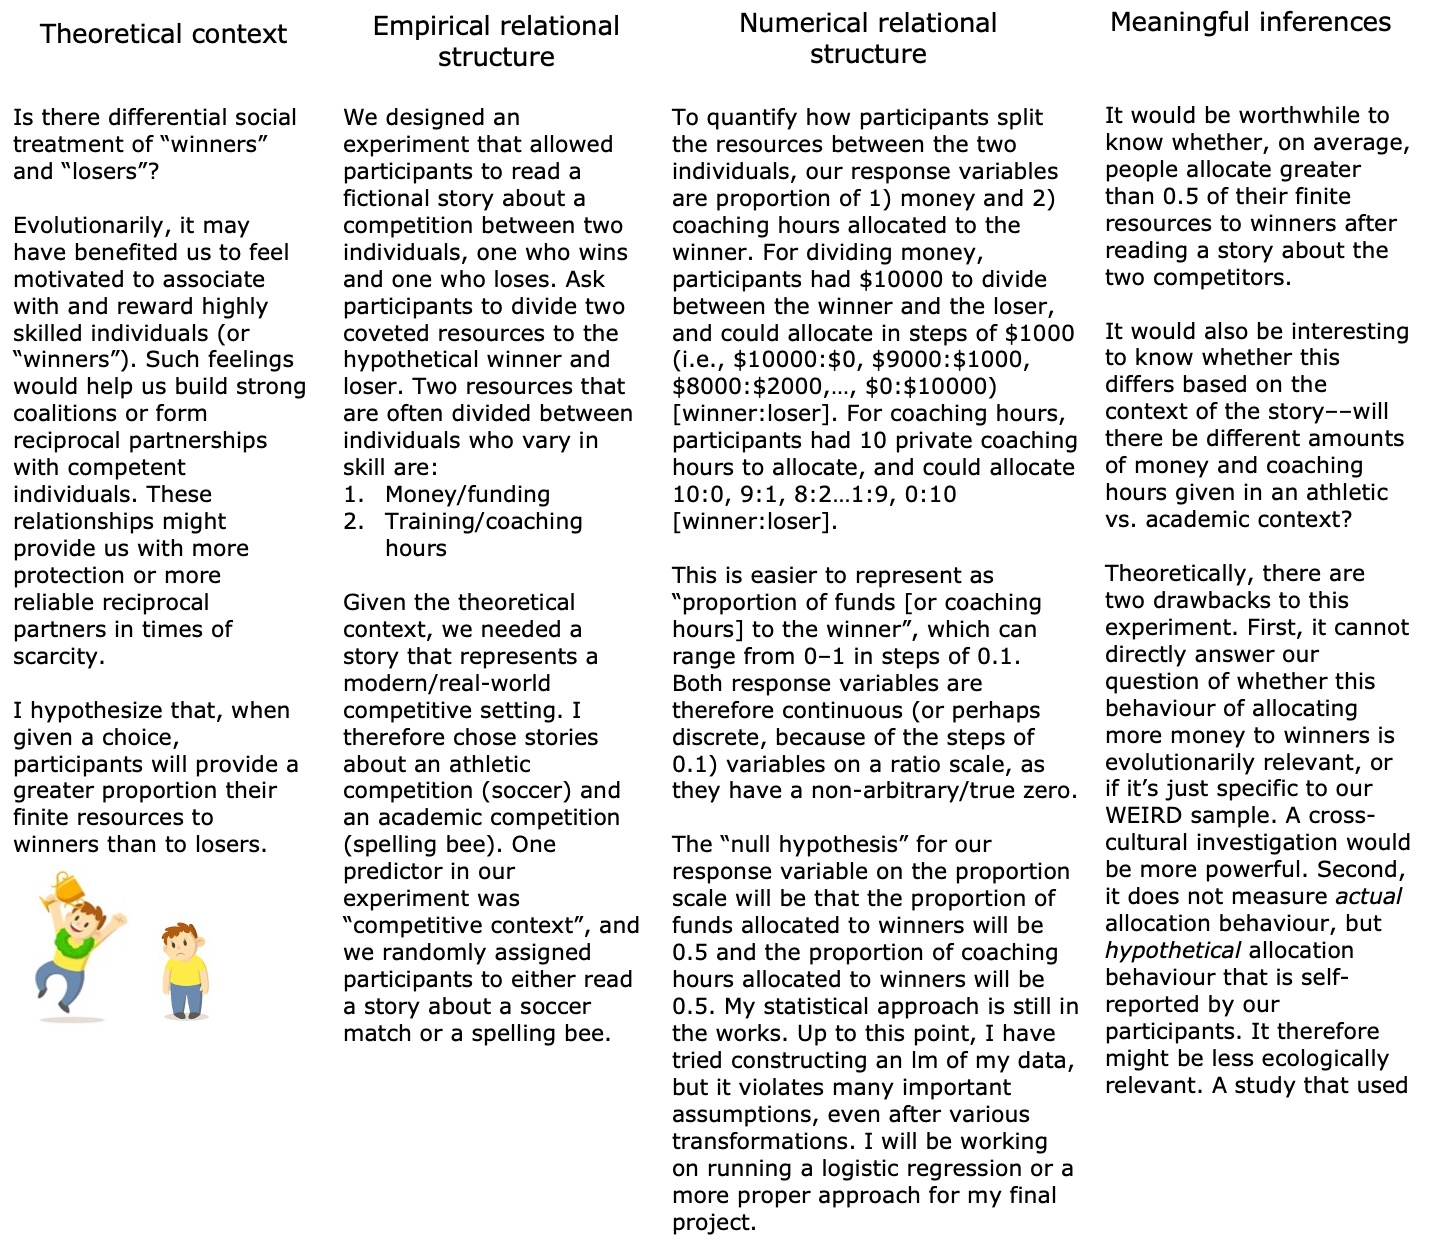 Theoretical context
Is there differential social
treatment of “winners”
and “losers”?
Evolutionarily, it may
have benefited us to feel
motivated to associate
with and reward highly
skilled individuals (or
“winners”). Such feelings
would help us build strong
coalitions or form
reciprocal partnerships
with competent
individuals. These
relationships might
provide us with more
protection or more
reliable reciprocal
partners in times of
scarcity.
I hypothesize that, when
given a choice,
participants will provide a
greater proportion their
finite resources to
winners than to losers.
Empirical relational
structure
We designed an
experiment that allowed
participants to read a
fictional story about a
competition between two
individuals, one who wins
and one who loses. Ask
participants to divide two
coveted resources to the
hypothetical winner and
loser. Two resources that
are often divided between
individuals who vary in
skill are:
1. Money/funding
2. Training/coaching
hours
Given the theoretical
context, we needed a
story that represents a
modern/real-world
competitive setting. I
therefore chose stories
about an athletic
competition (soccer) and
an academic competition
(spelling bee). One
predictor in our
experiment was
“competitive context”, and
we randomly assigned
participants to either read
a story about a soccer
match or a spelling bee.
Numerical relational
structure
To quantify how participants split
the resources between the two
individuals, our response variables
are proportion of 1) money and 2)
coaching hours allocated to the
winner. For dividing money,
participants had $10000 to divide
between the winner and the loser,
and could allocate in steps of $1000
(i.e., $10000:$0, $9000:$1000,
$8000:$2000,…, $0:$10000)
[winner:loser]. For coaching hours,
participants had 10 private coaching
hours to allocate, and could allocate
10:0, 9:1, 8:2…1:9, 0:10
[winner:loser].
This is easier to represent as
“proportion of funds [or coaching
hours] to the winner”, which can
range from 0–1 in steps of 0.1.
Both response variables are
therefore continuous (or perhaps
discrete, because of the steps of
0.1) variables on a ratio scale, as
they have a non-arbitrary/true zero.
The “null hypothesis” for our
response variable on the proportion
scale will be that the proportion of
funds allocated to winners will be
0.5 and the proportion of coaching
hours allocated to winners will be
0.5. My statistical approach is still in
the works. Up to this point, I have
tried constructing an lm of my data,
but it violates many important
assumptions, even after various
transformations. I will be working
on running a logistic regression or a
more proper approach for my final
project.
Meaningful inferences
It would be worthwhile to
know whether, on average,
people allocate greater
than 0.5 of their finite
resources to winners after
reading a story about the
two competitors.
It would also be interesting
to know whether this
differs based on the
context of the story––will
there be different amounts
of money and coaching
hours given in an athletic
vs. academic context?
Theoretically, there are
two drawbacks to this
experiment. First, it cannot
directly answer our
question of whether this
behaviour of allocating
more money to winners is
evolutionarily relevant, or
if it’s just specific to our
WEIRD sample. A cross-
cultural investigation would
be more powerful. Second,
it does not measure actual
allocation behaviour, but
hypothetical allocation
behaviour that is self-
reported by our
participants. It therefore
might be less ecologically
relevant. A study that used